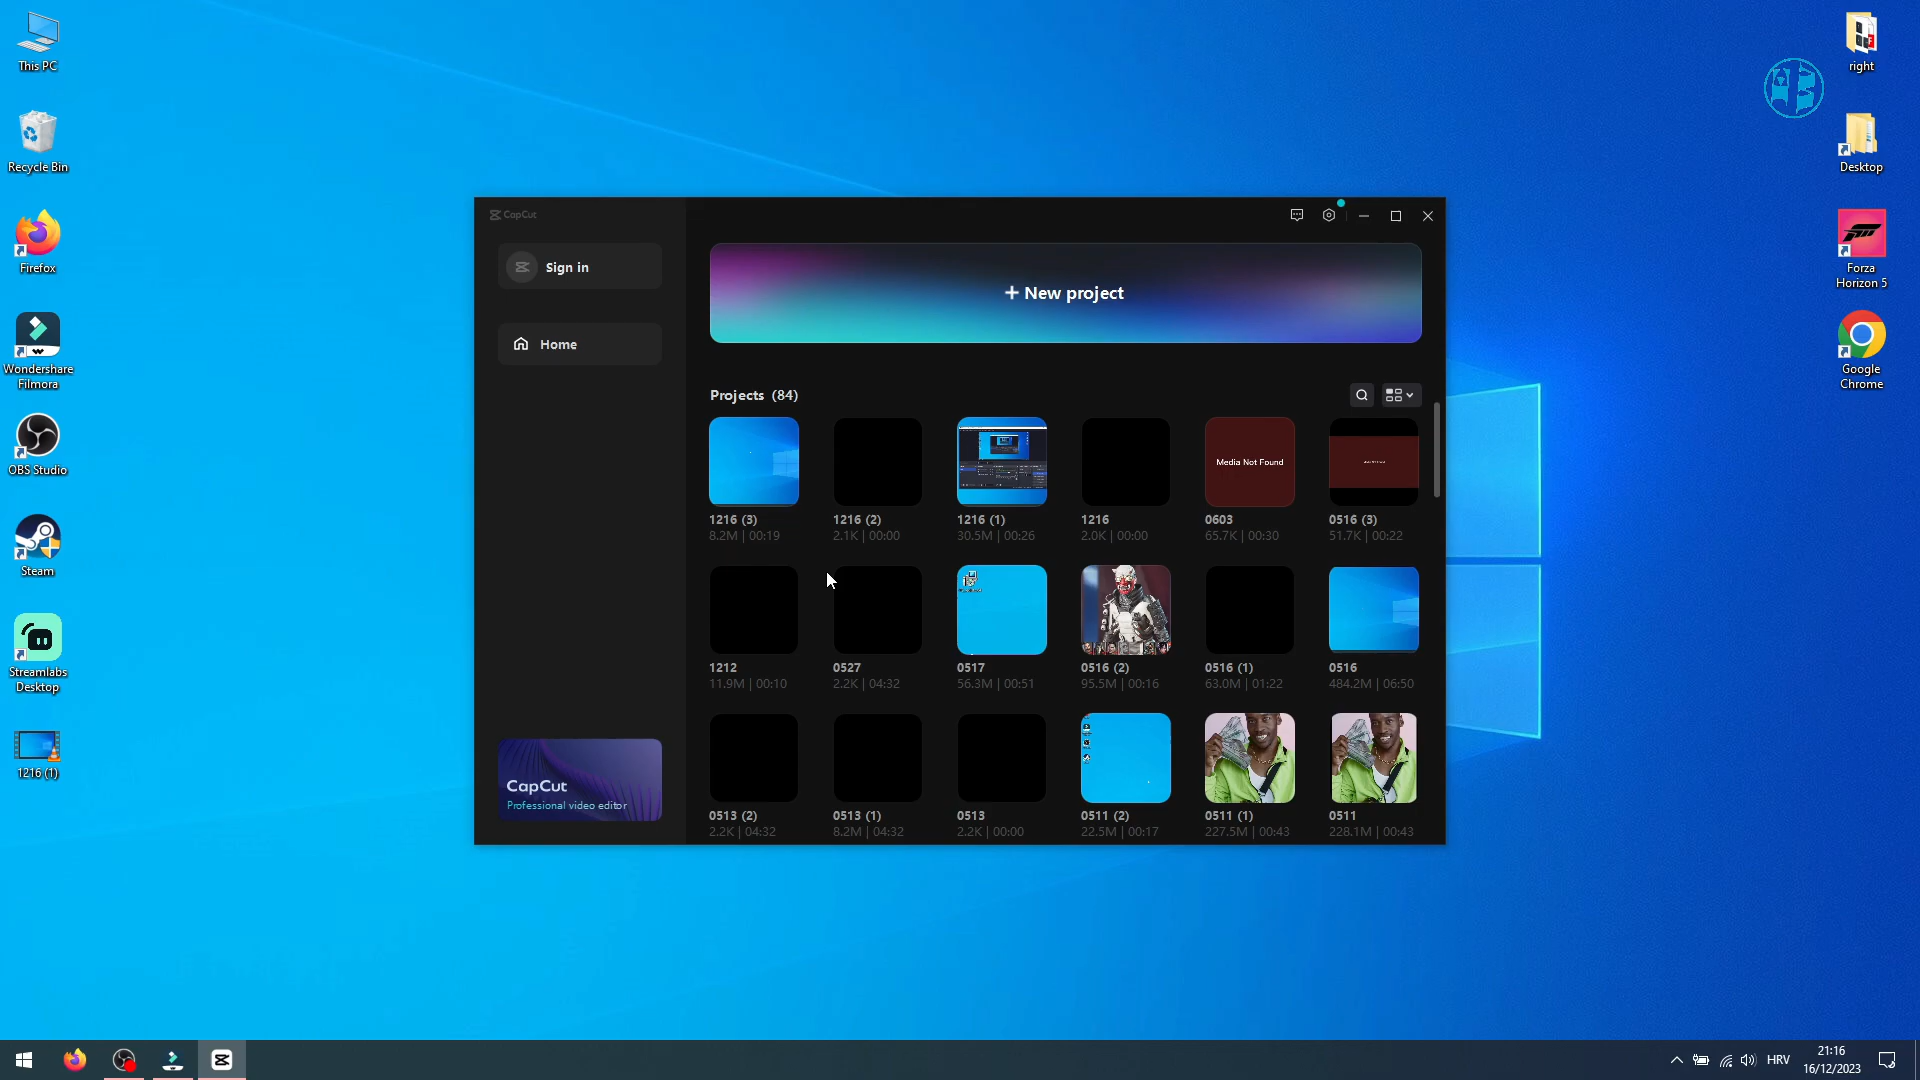 This PC
Recycle Bin
Firefox
Wondershare
Filmora
OBS Studio
Steam
Streamlabs
Desktop
1216 (1)
right
Desktop
Forza
Horizon 5
Google
Chrome
CapCut
Sign in
Home
CapCut
Professional video editor
+ New project
Projects (84)
Media Not Found
1216 (3)
8.2M | 00:19
1216 (2)
2.1K | 00:00
1216 (1)
30.5M | 00:26
1216
2.0K | 00:00
0603
65.7K | 00:30
0516 (3)
51.7K | 00:22
1212
11.9M | 00:10
0527
2.2K | 04:32
0517
56.3M | 00:51
0516 (2)
95.5M | 00:16
0516 (1)
63.0M | 01:22
0516
484.2M | 06:50
0513 (2)
2.2K | 04:32
0513 (1)
8.2M | 04:32
0513
2.2K | 00:00
0511 (2)
22.5M | 00:17
0511 (1)
227.5M | 00:43
0511
228.1M | 00:43
HRV
21:16
16/12/2023